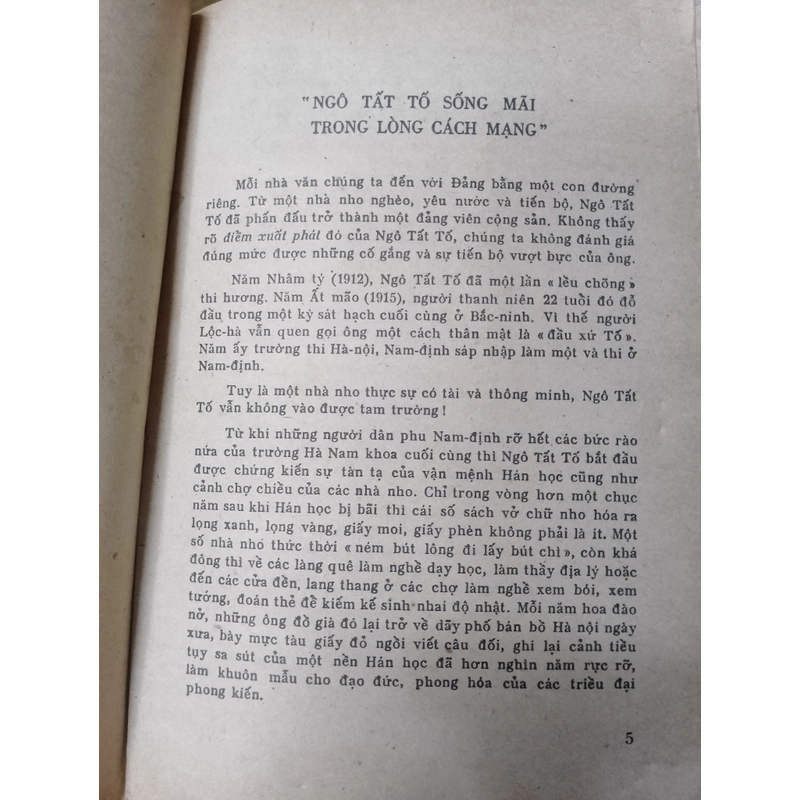 "NGÔ TẤT TỐ SỐNG MÃI
TRONG LÒNG CÁCH MẠNG"
Mỗi nhà văn chúng ta đến với Đảng bằng một con đường
riêng. Từ một nhà nho nghèo, yêu nước và tiến bộ, Ngô Tất
Tố đã phấn đấu trở thành một đảng viên cộng sản. Không thấy
rõ điểm xuất phát đó của Ngô Tất Tố, chúng ta không đánh giá
đúng mức được những cố gắng và sự tiến bộ vượt bực của ông.
Năm Nhâm tý (1912), Ngô Tất Tố đã một lần « lều chõng »
thi hương. Năm Ất mão (1915), người thanh niên 22 tuổi đó đỗ
đầu trong một kỳ sát hạch cuối cùng ở Bắc-ninh. Vì thế người
Lộc-hà vẫn quen gọi ông một cách thân mật là « đầu xứ Tố ».
Năm ấy trường thi Hà-nội, Nam-định sáp nhập làm một và thi ở
Nam-định.
Tuy là một nhà nho thực sự có tài và thông minh, Ngô Tất
Tố vẫn không vào được tam trường !
Từ khi những người dân phu Nam-định rỡ hết các bức rào
nứa của trường Hà Nam khoa cuối cùng thì Ngô Tất Tố bắt đầu
được chứng kiến sự tàn tạ của vận mệnh Hán học cũng như
cảnh chợ chiều của các nhà nho. Chỉ trong vòng hơn một chục
năm sau khi Hán học bị bãi thì cái số sách vở chữ nho hóa ra
lọng xanh, lọng vàng, giấy moi, giấy phèn không phải là ít. Một
số nhà nho thức thời « ném bút lông đi lấy bút chì », còn khá
đông thì về các làng quê làm nghề dạy học, làm thầy địa lý hoặc
đến các cửa đền, lang thang ở các chợ làm nghề xem bói, xem
tướng, đoán thẻ để kiếm kế sinh nhai độ nhật. Mỗi năm hoa đào
nở, những ông đồ già đó lại trở về dãy phố bán bồ Hà nội ngày
xưa, bày mực tàu giấy đỏ ngồi viết câu đối, ghi lại cảnh tiều
tụy sa sút của một nền Hán học đã hơn nghìn năm rực rỡ,
làm khuôn mẫu cho đạo đức, phong hóa của các triều đại
phong kiến.
5